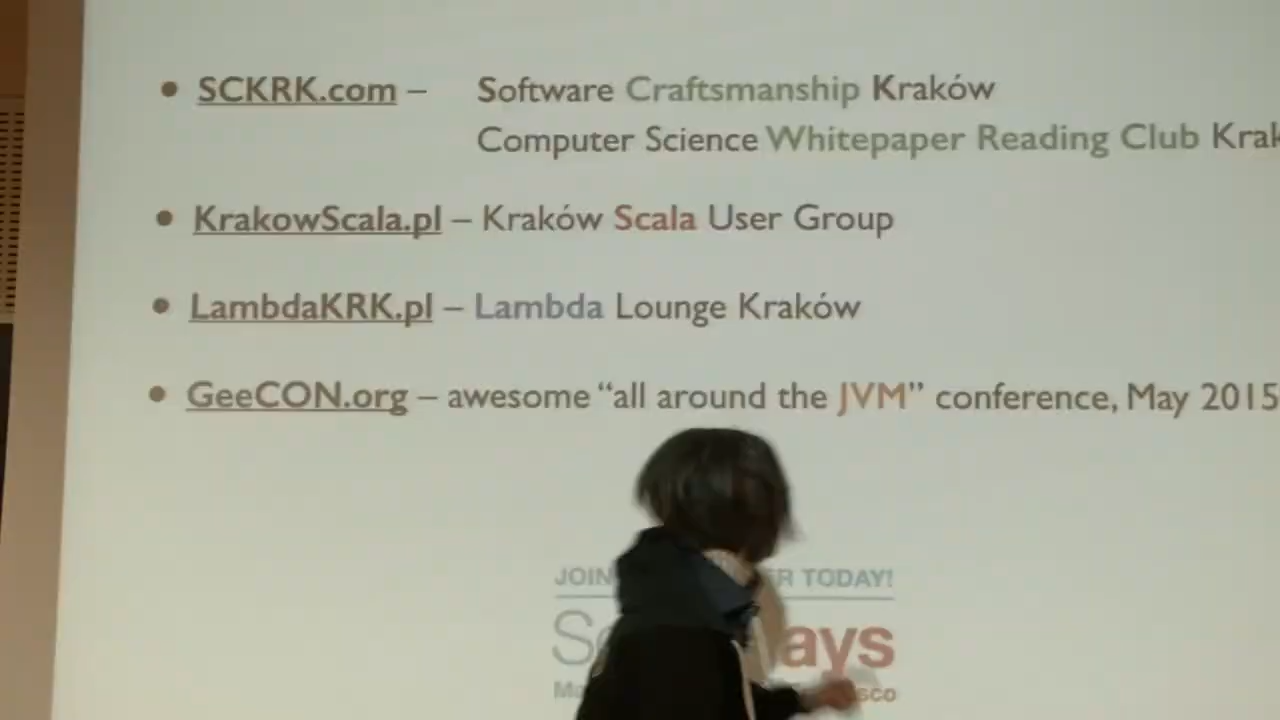 • SCKRK.com – Software Craftsmanship Kraków
Computer Science Whitepaper Reading Club
• KrakowScala.pl – Kraków Scala User Group
• LambdaKRK.pl – Lambda Lounge Kraków
• GeeCON.org – awesome “all around the JVM” conference, May 2015
JOIN TODAY!